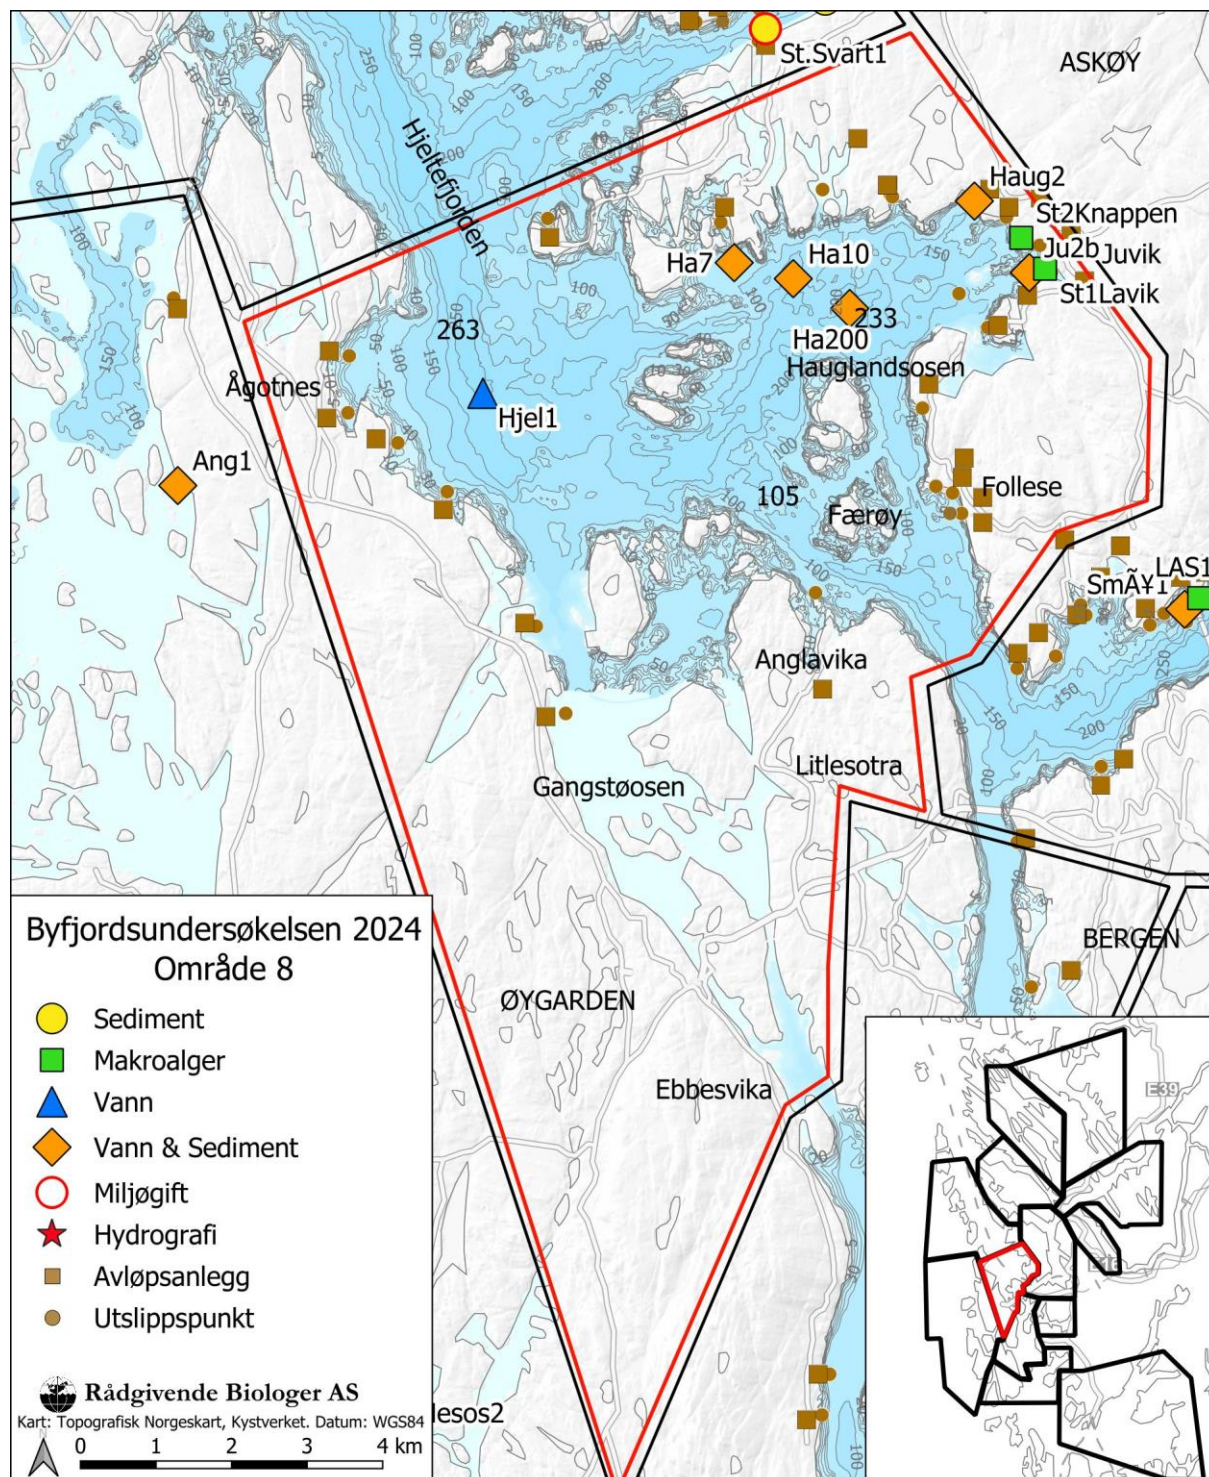 St.Svart1
ASKØY
Hjeltefjorden
Haug2
St2Knappen
Ju2b
Juvik
Ha7
Ha10
St1Lavik
263
233
Ha200
Hauglandsosen
Ågotnes
Hjel1
Ang1
105
Follese
Færøy
SmÃ¥1
LAS1
Anglavika
Litlesotra
Gangstøosen
BERGEN
ØYGARDEN
Ebbesvika
lesos2
Byfjordsundersøkelsen 2024
Område 8
Sediment
Makroalger
Vann
Vann & Sediment
Miljøgift
Hydrografi
Avløpsanlegg
Utslippspunkt
Rådgivende Biologer AS
Kart: Topografisk Norgeskart, Kystverket. Datum: WGS84
N
0 1 2 3 4 km
E39